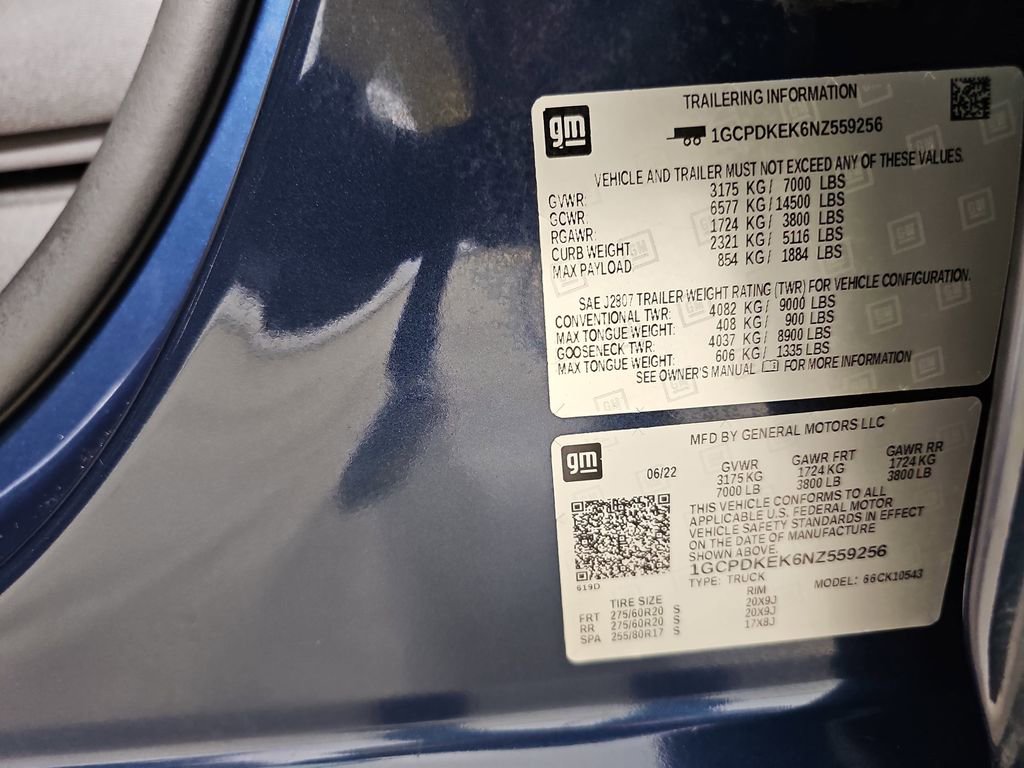 gm
TRAILERING INFORMATION
1GCPDKEK6NZ559256
VEHICLE AND TRAILER MUST NOT EXCEED ANY OF THESE VALUES.
GVWR: 3175 KG/ 7000 LBS
GCWR: 6577 KG/14500 LBS
RGAWR: 1724 KG/ 3800 LBS
CURB WEIGHT: 2321 KG/ 5116 LBS
MAX PAYLOAD 854 KG/ 1884 LBS
SAE J2807 TRAILER WEIGHT RATING (TWR) FOR VEHICLE CONFIGURATION.
CONVENTIONAL TWR: 4082 KG/ 9000 LBS
MAX TONGUE WEIGHT: 408 KG/ 900 LBS
GOOSENECK TWR: 4037 KG/ 8900 LBS
MAX TONGUE WEIGHT: 606 KG/ 1335 LBS
SEE OWNER'S MANUAL FOR MORE INFORMATION
gm
MFD BY GENERAL MOTORS LLC
06/22 GVWR GAWR FRT GAWR RR
3175 KG 1724 KG 1724 KG
7000 LB 3800 LB 3800 LB
THIS VEHICLE CONFORMS TO ALL
APPLICABLE U.S. FEDERAL MOTOR
VEHICLE SAFETY STANDARDS IN EFFECT
ON THE DATE OF MANUFACTURE
SHOWN ABOVE.
1GCPDKEK6NZ559256
619D
TYPE: TRUCK MODEL: 66CK10543
TIRE SIZE RIM
FRT 275/60R20 S 20X9J
RR 275/60R20 S 20X9J
SPA 255/80R17 S 17X8J